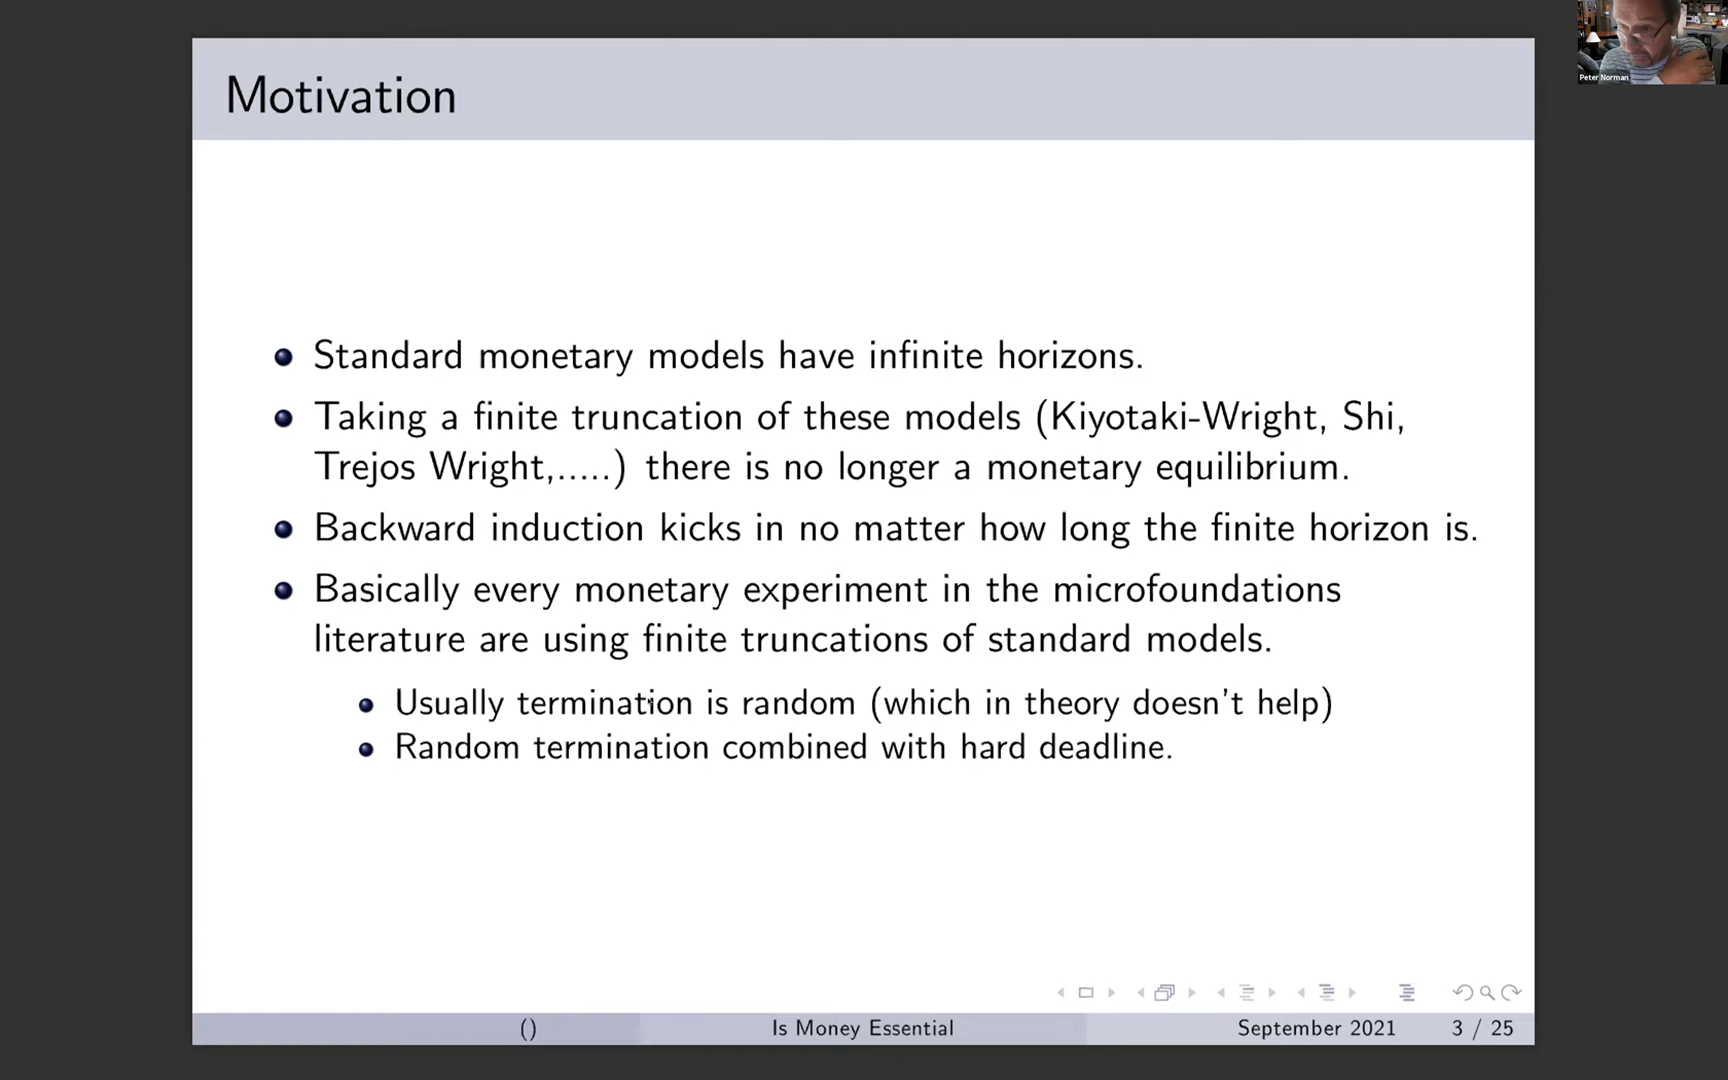 Motivation
Peter Norman
Standard monetary models have infinite horizons.
Taking a finite truncation of these models (Kiyotaki-Wright, Shi,
Trejos Wright,.....) there is no longer a monetary equilibrium.
Backward induction kicks in no matter how long the finite horizon is.
Basically every monetary experiment in the microfoundations
literature are using finite truncations of standard models.
Usually termination is random (which in theory doesn't help)
Random termination combined with hard deadline.
() Is Money Essential September 2021 3 / 25